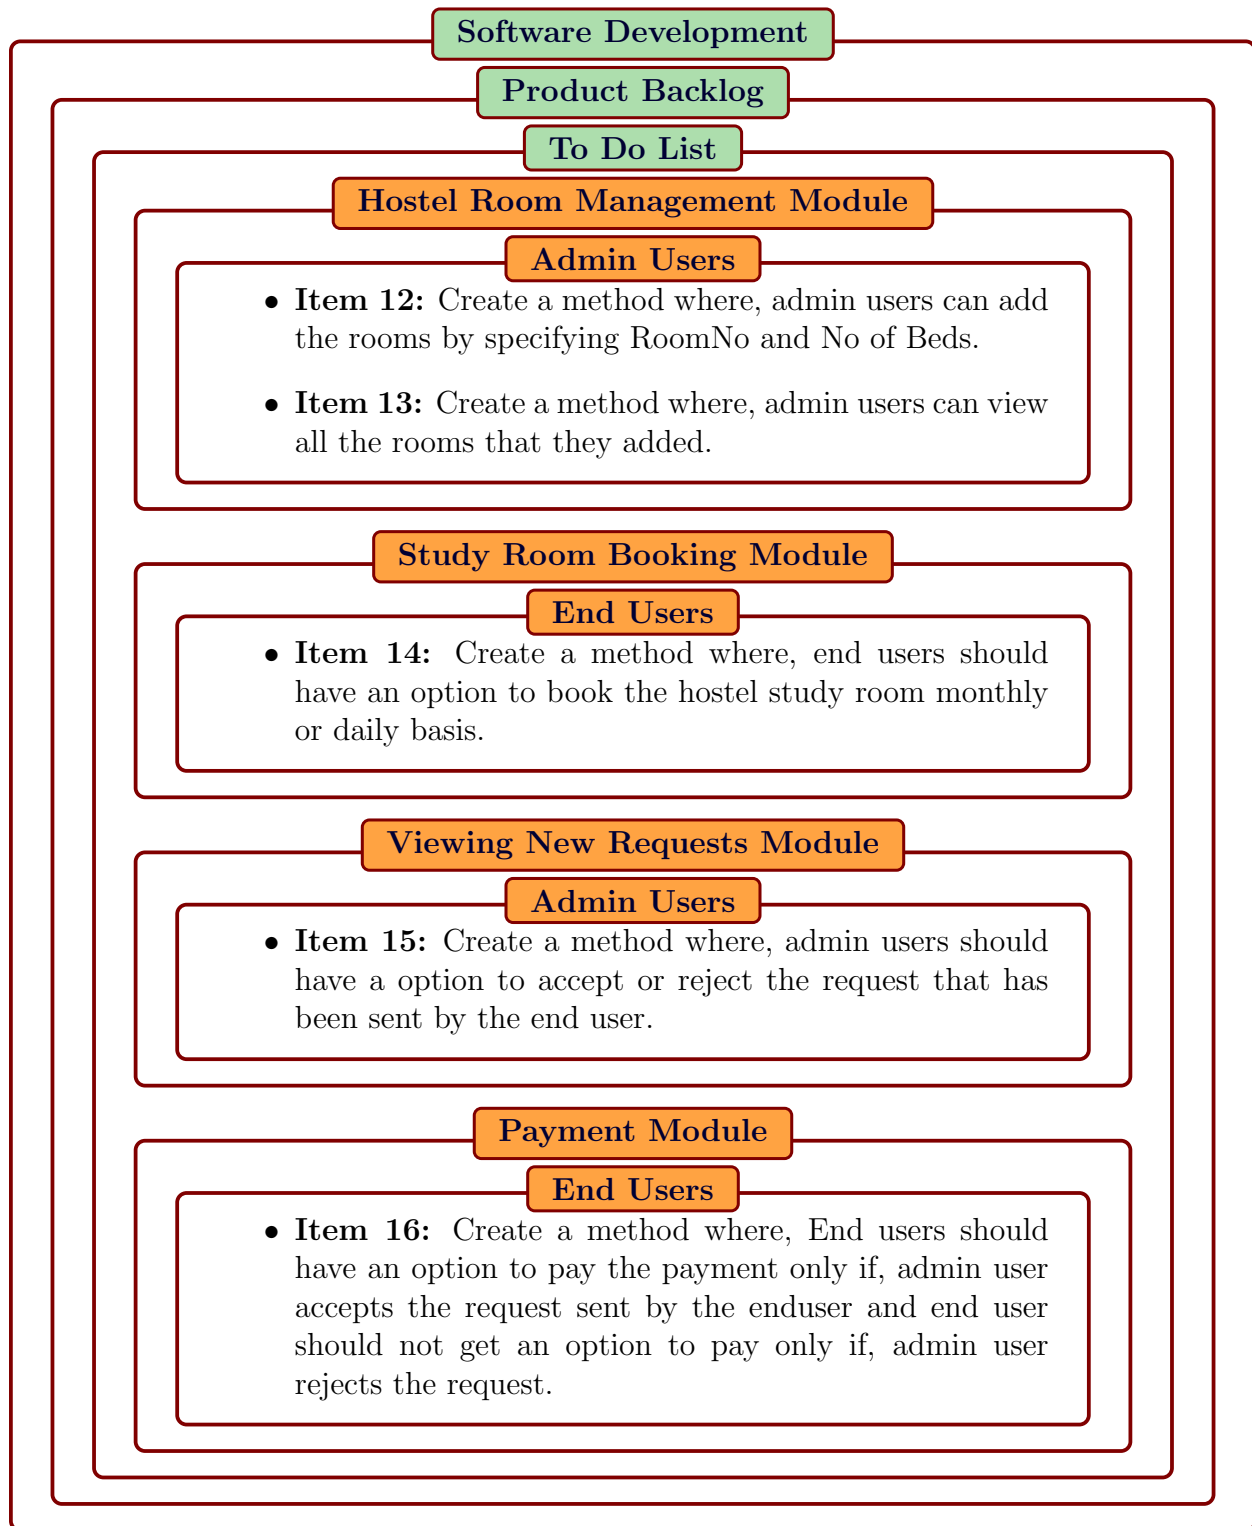 Software Development
Product Backlog
To Do List
Hostel Room Management Module
Admin Users
• Item 12: Create a method where, admin users can add
the rooms by specifying RoomNo and No of Beds.
• Item 13: Create a method where, admin users can view
all the rooms that they added.
Study Room Booking Module
End Users
• Item 14: Create a method where, end users should
have an option to book the hostel study room monthly
or daily basis.
Viewing New Requests Module
Admin Users
• Item 15: Create a method where, admin users should
have a option to accept or reject the request that has
been sent by the end user.
Payment Module
End Users
• Item 16: Create a method where, End users should
have an option to pay the payment only if, admin user
accepts the request sent by the enduser and end user
should not get an option to pay only if, admin user
rejects the request.